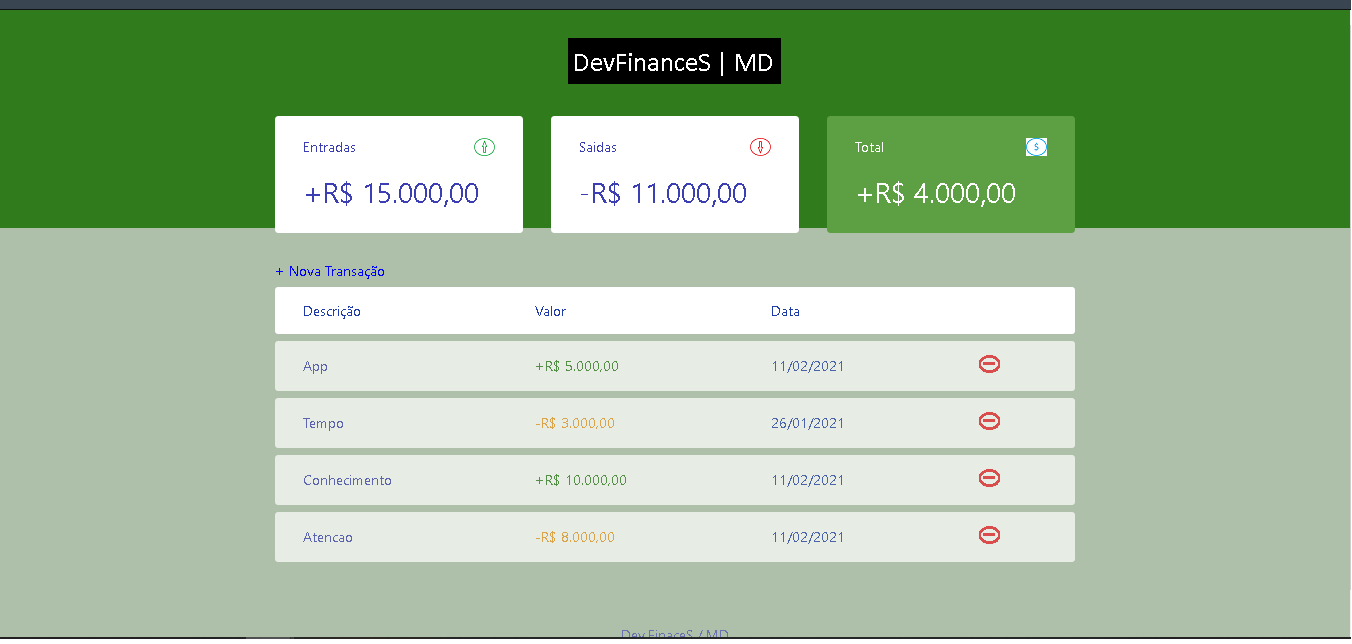 DevFinanceS | MD
Entradas
+R$ 15.000,00
Saidas
-R$ 11.000,00
Total
$
+R$ 4.000,00
+ Nova Transação
Descrição Valor Data
App +R$ 5.000,00 11/02/2021
Tempo -R$ 3.000,00 26/01/2021
Conhecimento +R$ 10.000,00 11/02/2021
Atencao -R$ 8.000,00 11/02/2021
Dev.FinaceS / MD